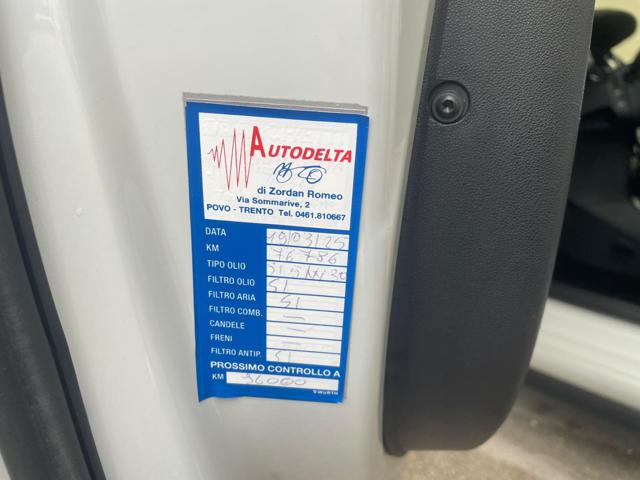 AUTODELTA
di Zordan Romeo
Via Sommarive, 2
POVO - TRENTO Tel. 0461.810667
DATA 19/03/25
KM 76786
TIPO OLIO
FILTRO OLIO SI
FILTRO ARIA SI
FILTRO COMB. —
CANDELE —
FRENI —
FILTRO ANTIP. SI
PROSSIMO CONTROLLO A
KM 96000
WÜRTH